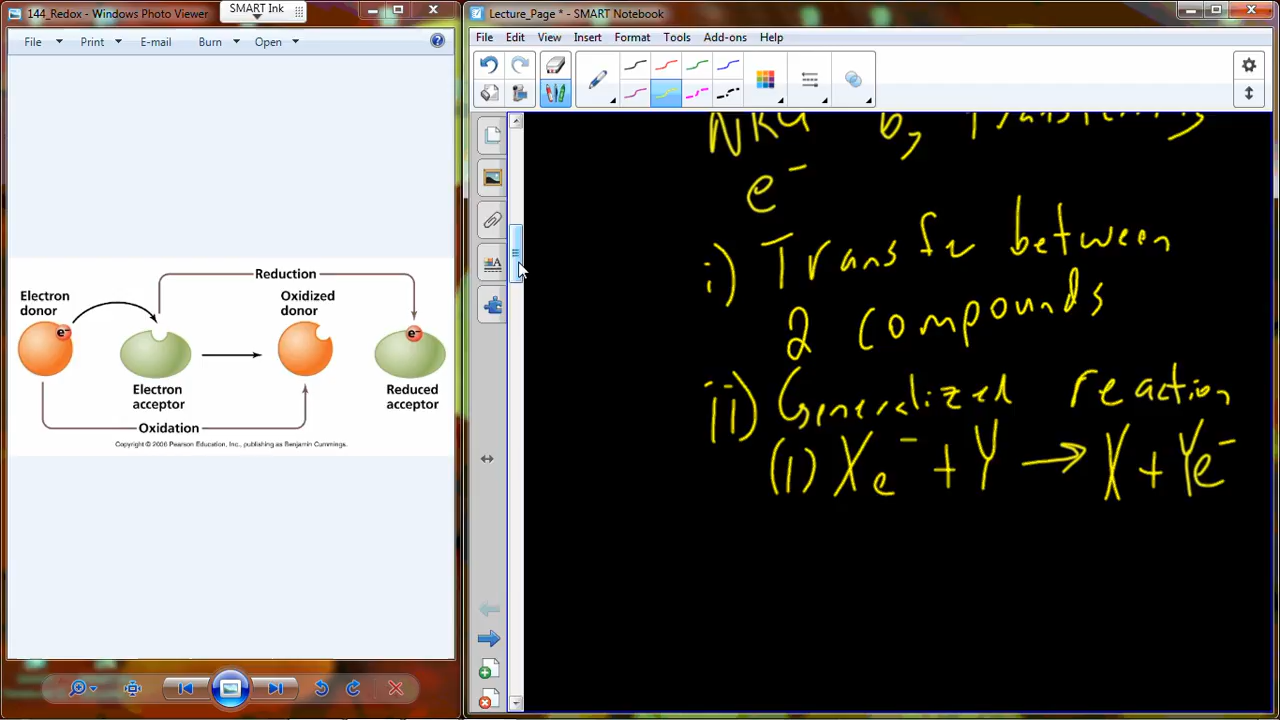 144_Redox - Windows Photo Viewer
SMART Ink
File Print E-mail Burn Open
Reduction
Electron donor
Oxidized donor
e⁻
e⁻
Electron acceptor
Reduced acceptor
Oxidation
Copyright © 2006 Pearson Education, Inc., publishing as Benjamin Cummings.
Lecture_Page * - SMART Notebook
File Edit View Insert Format Tools Add-ons Help
NRG by
e⁻
i) Transfer between
2 compounds
ii) Generalized reaction
(1) Xe⁻ + Y → X + Ye⁻